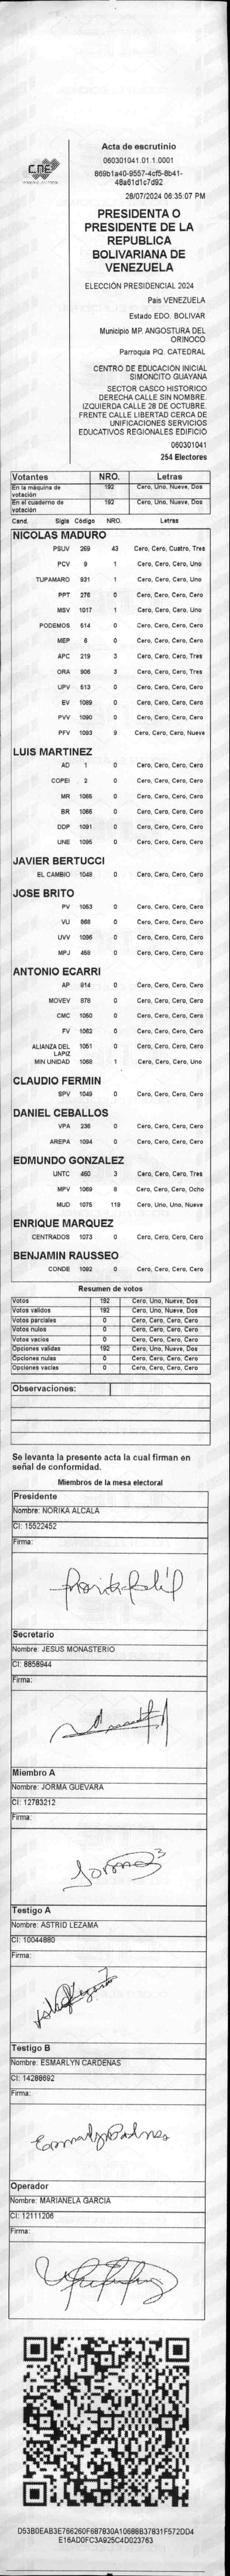 Acta de escrutinio
CNE
060301041.01.1.0001
869b1a40-9557-4cf5-8b41-
48a61d1c7d92
28/07/2024 06:35:07 PM
PRESIDENTA O
PRESIDENTE DE LA
REPUBLICA
BOLIVARIANA DE
VENEZUELA
ELECCIÓN PRESIDENCIAL 2024
Pais VENEZUELA
Estado EDO. BOLIVAR
Municipio MP. ANGOSTURA DEL
ORINOCO
Parroquia PQ. CATEDRAL
CENTRO DE EDUCACION INICIAL
SIMONCITO GUAYANA
SECTOR CASCO HISTORICO
DERECHA CALLE SIN NOMBRE.
IZQUIERDA CALLE 28 DE OCTUBRE.
FRENTE CALLE LIBERTAD CERCA DE
UNIFICACIONES SERVICIOS
EDUCATIVOS REGIONALES EDIFICIO
060301041
254 Electores
Votantes NRO. Letras
En la máquina de votación 192 Cero, Uno, Nueve, Dos
En el cuaderno de votación 192 Cero, Uno, Nueve, Dos
Cand. Sigla Código NRO. Letras
NICOLAS MADURO
PSUV 269 43 Cero, Cero, Cuatro, Tres
PCV 9 1 Cero, Cero, Cero, Uno
TUPAMARO 931 1 Cero, Cero, Cero, Uno
PPT 276 0 Cero, Cero, Cero, Cero
MSV 1017 1 Cero, Cero, Cero, Uno
PODEMOS 514 0 Cero, Cero, Cero, Cero
MEP 6 0 Cero, Cero, Cero, Cero
APC 219 3 Cero, Cero, Cero, Tres
ORA 906 3 Cero, Cero, Cero, Tres
UPV 513 0 Cero, Cero, Cero, Cero
EV 1089 0 Cero, Cero, Cero, Cero
PVV 1090 0 Cero, Cero, Cero, Cero
PFV 1093 9 Cero, Cero, Cero, Nueve
LUIS MARTINEZ
AD 1 0 Cero, Cero, Cero, Cero
COPEI 2 0 Cero, Cero, Cero, Cero
MR 1065 0 Cero, Cero, Cero, Cero
BR 1066 0 Cero, Cero, Cero, Cero
DDP 1091 0 Cero, Cero, Cero, Cero
UNE 1095 0 Cero, Cero, Cero, Cero
JAVIER BERTUCCI
EL CAMBIO 1048 0 Cero, Cero, Cero, Cero
JOSE BRITO
PV 1053 0 Cero, Cero, Cero, Cero
VU 868 0 Cero, Cero, Cero, Cero
UVV 1096 0 Cero, Cero, Cero, Cero
MPJ 458 0 Cero, Cero, Cero, Cero
ANTONIO ECARRI
AP 814 0 Cero, Cero, Cero, Cero
MOVEV 878 0 Cero, Cero, Cero, Cero
CMC 1050 0 Cero, Cero, Cero, Cero
FV 1062 0 Cero, Cero, Cero, Cero
ALIANZA DEL LAPIZ 1051 0 Cero, Cero, Cero, Cero
MIN UNIDAD 1068 1 Cero, Cero, Cero, Uno
CLAUDIO FERMIN
SPV 1049 0 Cero, Cero, Cero, Cero
DANIEL CEBALLOS
VPA 236 0 Cero, Cero, Cero, Cero
AREPA 1094 0 Cero, Cero, Cero, Cero
EDMUNDO GONZALEZ
UNTC 460 3 Cero, Cero, Cero, Tres
MPV 1069 8 Cero, Cero, Cero, Ocho
MUD 1075 119 Cero, Uno, Uno, Nueve
ENRIQUE MARQUEZ
CENTRADOS 1073 0 Cero, Cero, Cero, Cero
BENJAMIN RAUSSEO
CONDE 1092 0 Cero, Cero, Cero, Cero
Resumen de votos
Votos 192 Cero, Uno, Nueve, Dos
Votos validos 192 Cero, Uno, Nueve, Dos
Votos parciales 0 Cero, Cero, Cero, Cero
Votos nulos 0 Cero, Cero, Cero, Cero
Votos vacios 0 Cero, Cero, Cero, Cero
Opciones validas 192 Cero, Uno, Nueve, Dos
Opciones nulas 0 Cero, Cero, Cero, Cero
Opciones vacias 0 Cero, Cero, Cero, Cero
Observaciones:
Se levanta la presente acta la cual firman en
señal de conformidad.
Miembros de la mesa electoral
Presidente
Nombre: NORIKA ALCALA
CI: 15522452
Firma:
Secretario
Nombre: JESUS MONASTERIO
CI: 8858944
Firma:
Miembro A
Nombre: JORMA GUEVARA
CI: 12783212
Firma:
Testigo A
Nombre: ASTRID LEZAMA
CI: 10044880
Firma:
Testigo B
Nombre: ESMARLYN CARDENAS
CI: 14288692
Firma:
Operador
Nombre: MARIANELA GARCIA
CI: 12111206
Firma:
D53B0EAB3E766260F687830A10688B37831F572DD4
E16AD0FC3A925C4D023763